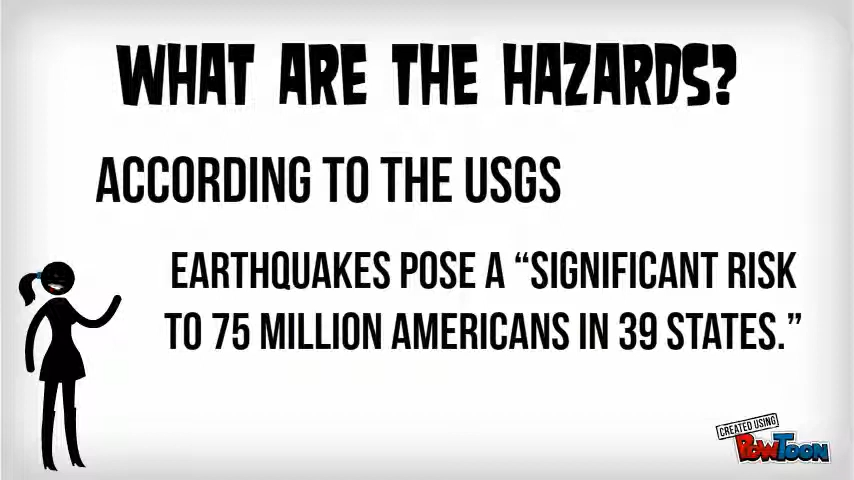 WHAT ARE THE HAZARDS?
ACCORDING TO THE USGS
EARTHQUAKES POSE A “SIGNIFICANT RISK
TO 75 MILLION AMERICANS IN 39 STATES.”
CREATED USING
POWTOON